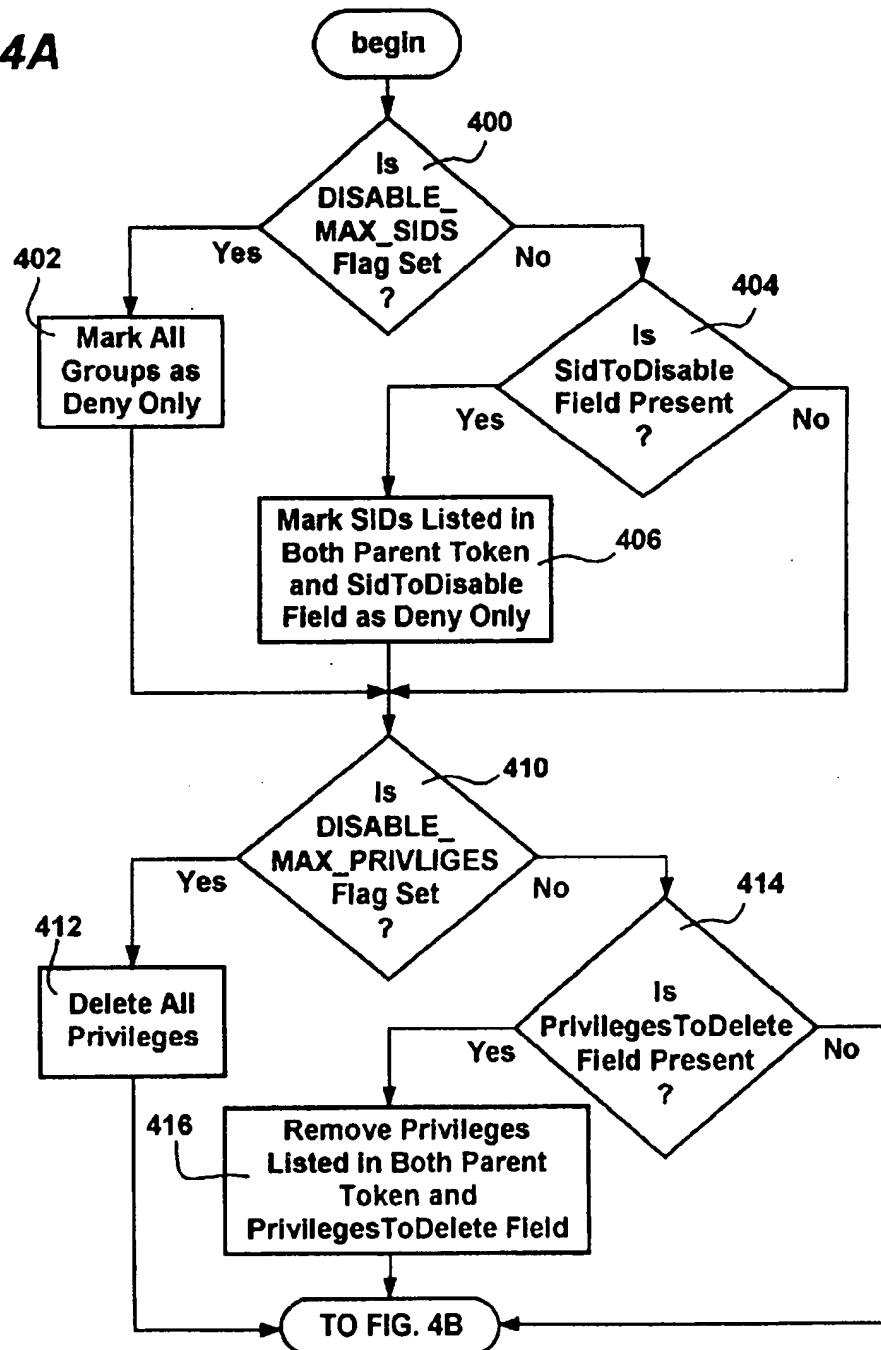 4A
begin
400
Is
DISABLE_
MAX_SIDS
Flag Set
?
Yes
No
402
Mark All
Groups as
Deny Only
404
Is
SidToDisable
Field Present
?
Yes
No
Mark SIDs Listed in
Both Parent Token
and SidToDisable
Field as Deny Only
406
410
Is
DISABLE_
MAX_PRIVLIGES
Flag Set
?
Yes
No
412
Delete All
Privileges
414
Is
PrivilegesToDelete
Field Present
?
Yes
No
416
Remove Privileges
Listed in Both Parent
Token and
PrivilegesToDelete Field
TO FIG. 4B